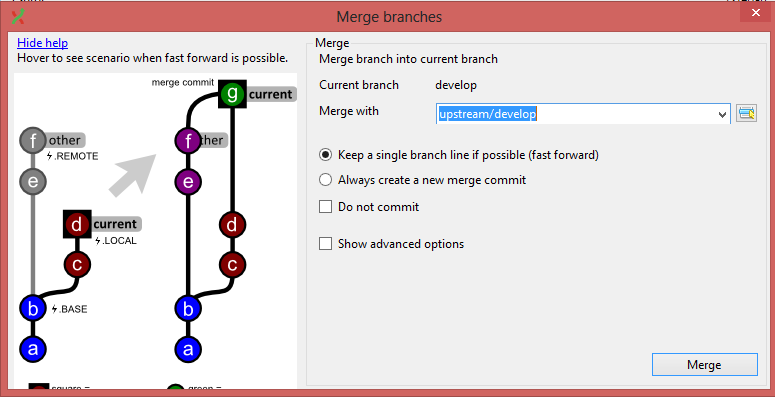 Merge branches
Hide help
Hover to see scenario when fast forward is possible.
merge commit
g current
f other
.REMOTE
f ther
e
e
d current
.LOCAL
d
c
c
b
.BASE
b
a
a
square =
green =
Merge
Merge branch into current branch
Current branch develop
Merge with upstream/develop
Keep a single branch line if possible (fast forward)
Always create a new merge commit
Do not commit
Show advanced options
Merge